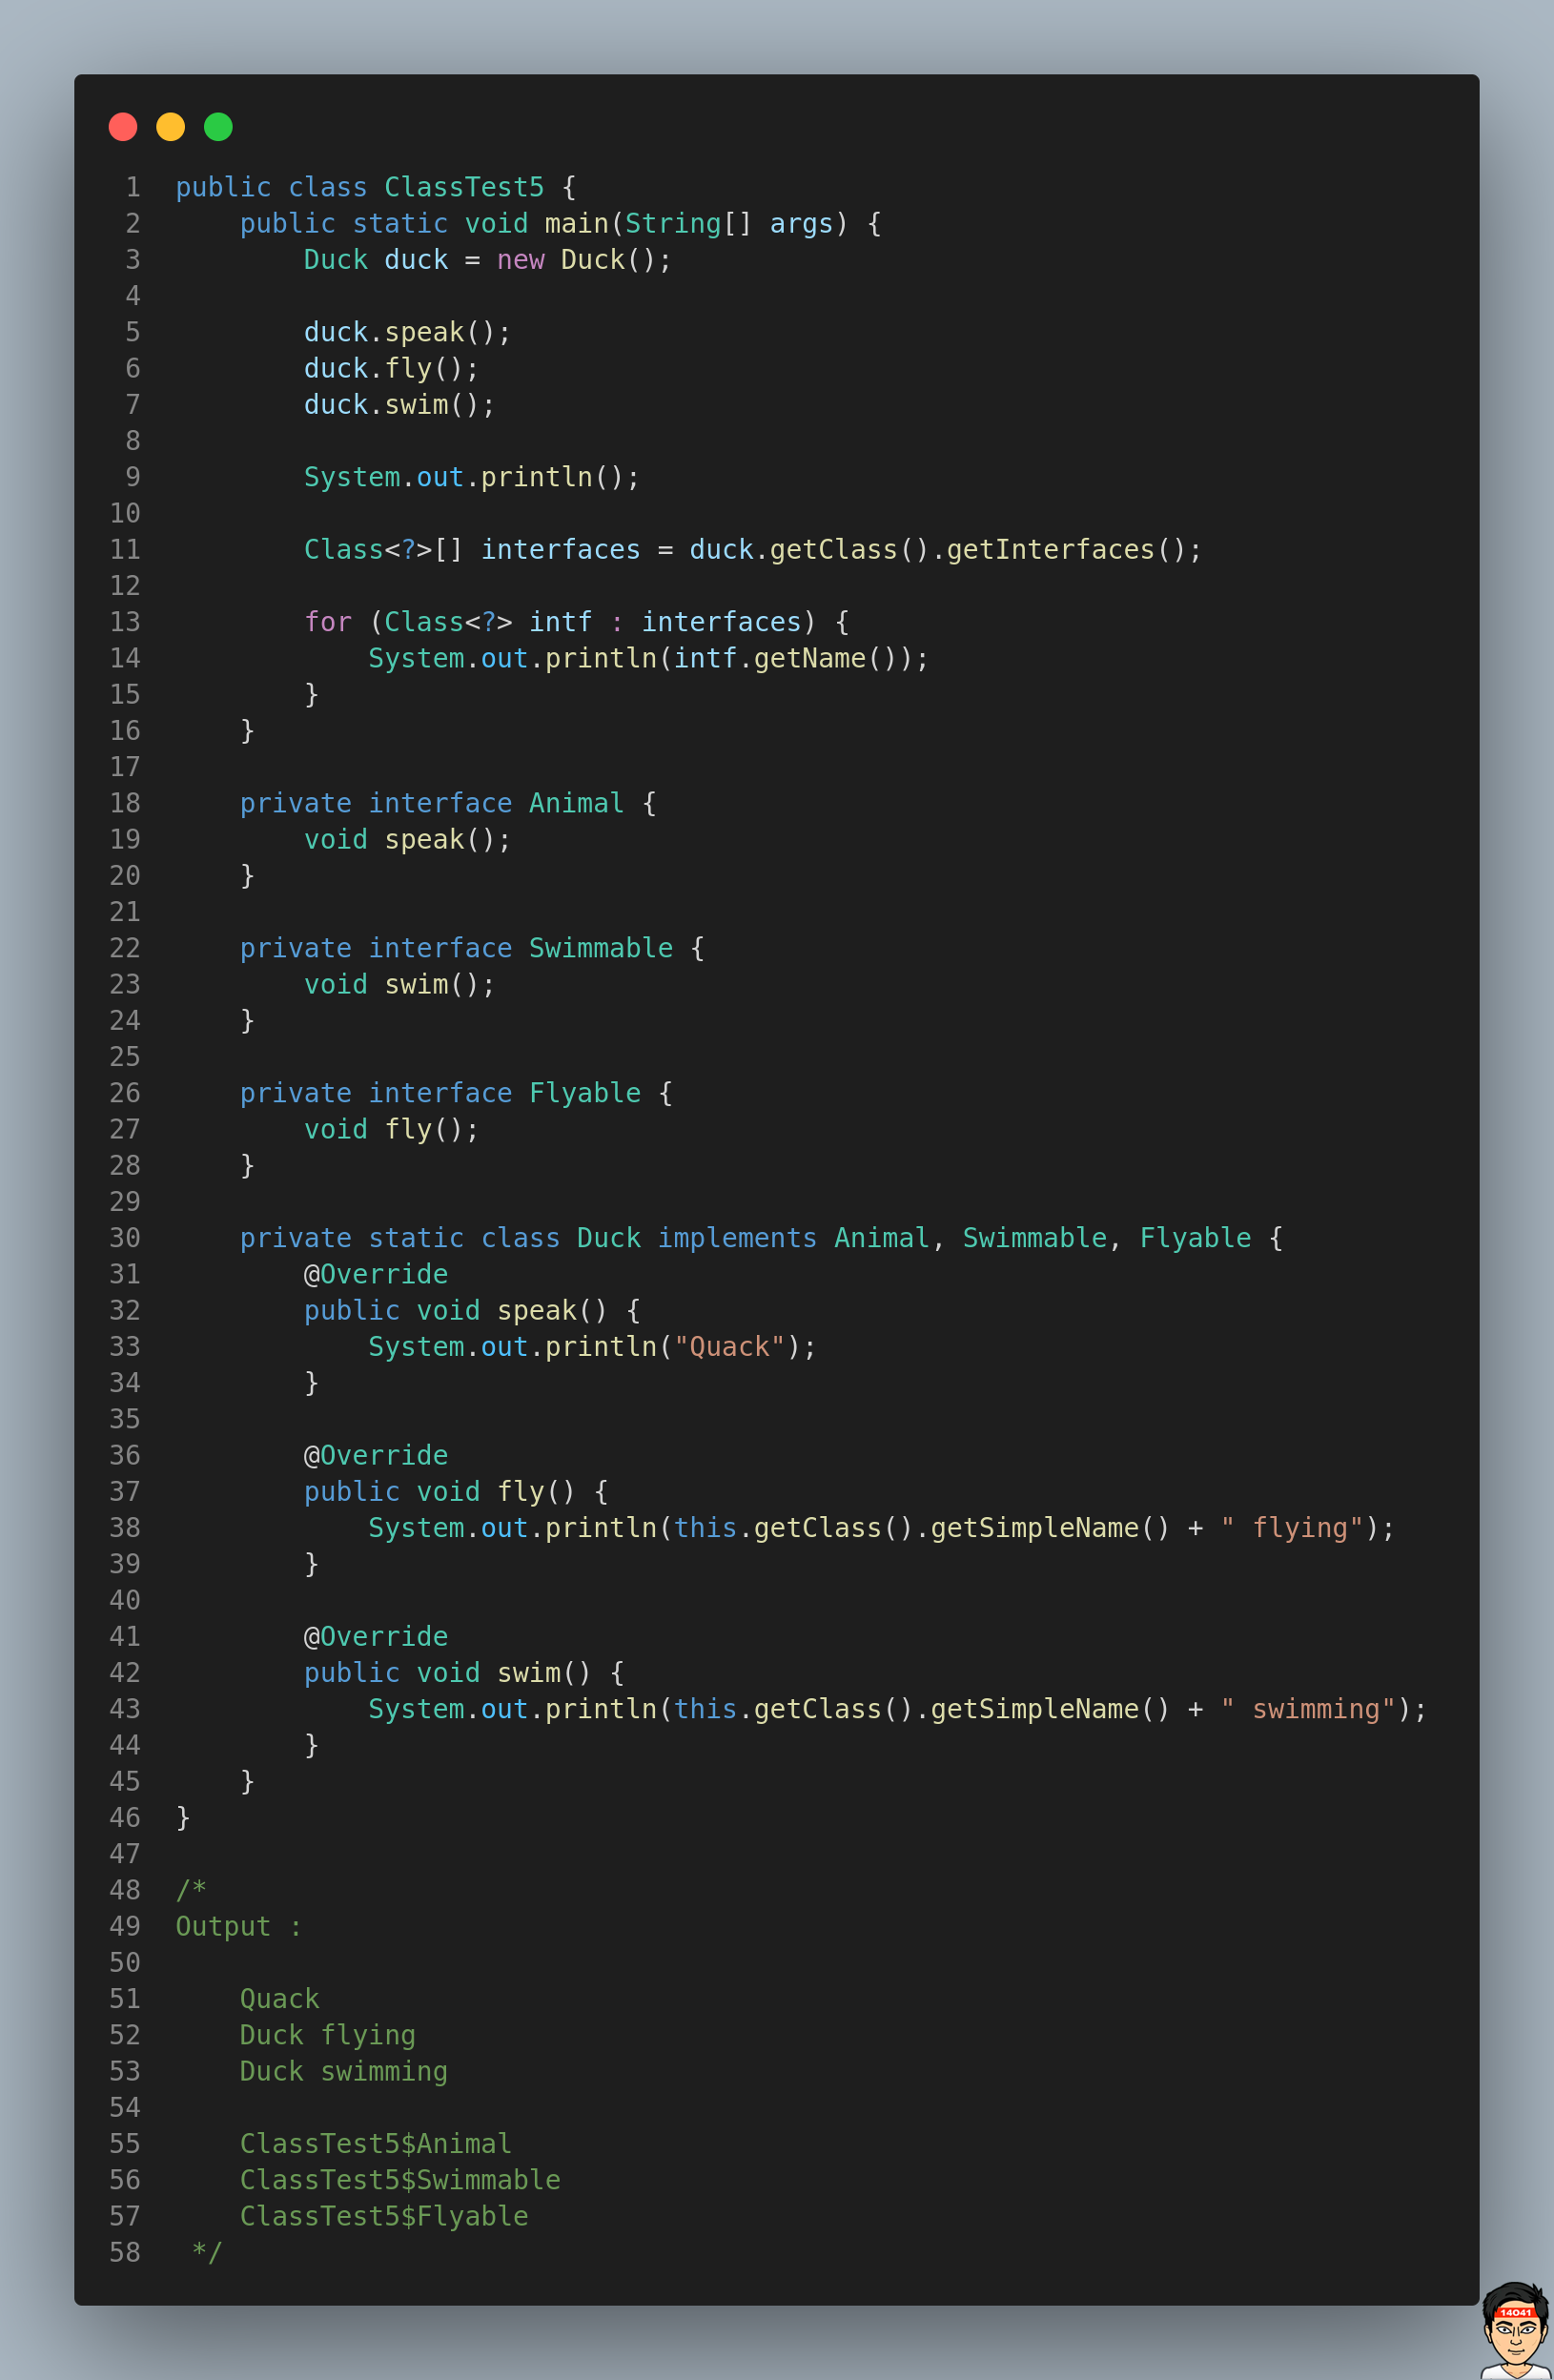 1 public class ClassTest5 {
2     public static void main(String[] args) {
3         Duck duck = new Duck();
4
5         duck.speak();
6         duck.fly();
7         duck.swim();
8
9         System.out.println();
10
11         Class<?>[] interfaces = duck.getClass().getInterfaces();
12
13         for (Class<?> intf : interfaces) {
14             System.out.println(intf.getName());
15         }
16     }
17
18     private interface Animal {
19         void speak();
20     }
21
22     private interface Swimmable {
23         void swim();
24     }
25
26     private interface Flyable {
27         void fly();
28     }
29
30     private static class Duck implements Animal, Swimmable, Flyable {
31         @Override
32         public void speak() {
33             System.out.println("Quack");
34         }
35
36         @Override
37         public void fly() {
38             System.out.println(this.getClass().getSimpleName() + " flying");
39         }
40
41         @Override
42         public void swim() {
43             System.out.println(this.getClass().getSimpleName() + " swimming");
44         }
45     }
46 }
47
48 /*
49 Output :
50
51     Quack
52     Duck flying
53     Duck swimming
54
55     ClassTest5$Animal
56     ClassTest5$Swimmable
57     ClassTest5$Flyable
58  */
14041